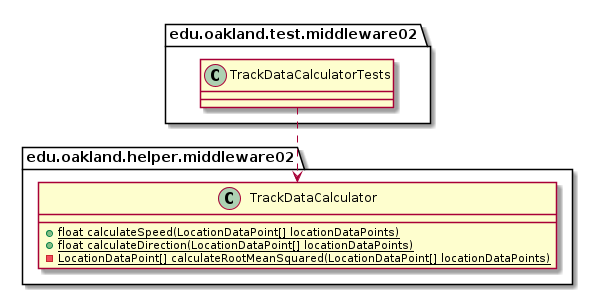 edu.oakland.test.middleware02
C TrackDataCalculatorTests
edu.oakland.helper.middleware02
C TrackDataCalculator
float calculateSpeed(LocationDataPoint[] locationDataPoints)
float calculateDirection(LocationDataPoint[] locationDataPoints)
LocationDataPoint[] calculateRootMeanSquared(LocationDataPoint[] locationDataPoints)